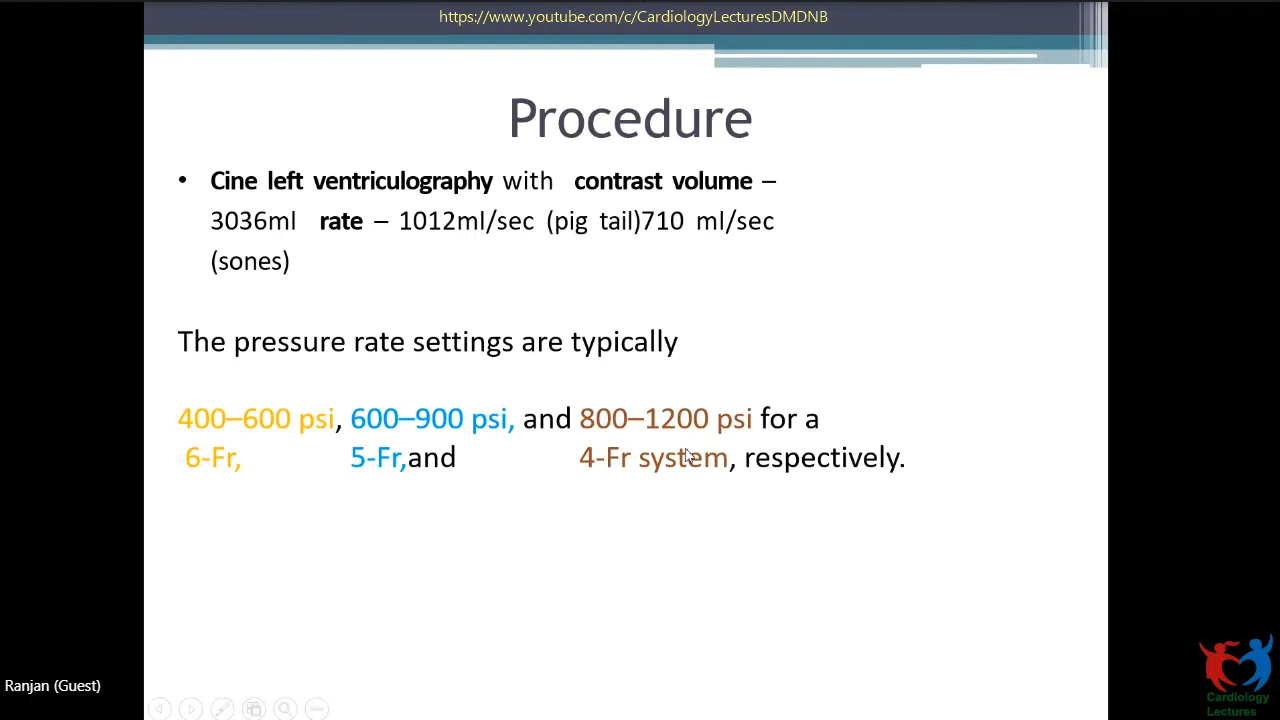 https://www.youtube.com/c/CardiologyLecturesDMDNB
Procedure
• Cine left ventriculography with contrast volume –
3036ml rate – 1012ml/sec (pig tail)710 ml/sec
(sones)
The pressure rate settings are typically
400–600 psi, 600–900 psi, and 800–1200 psi for a
6-Fr, 5-Fr,and 4-Fr system, respectively.
Ranjan (Guest)
Cardiology
Lectures